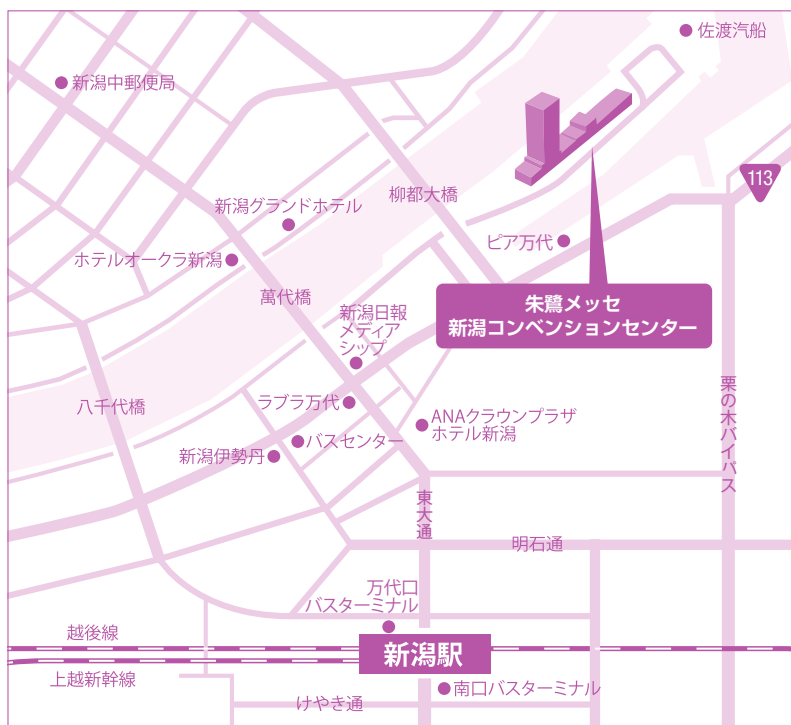 佐渡汽船
新潟中郵便局
113
新潟グランドホテル
柳都大橋
ピア万代
ホテルオークラ新潟
萬代橋
朱鷺メッセ
新潟コンベンションセンター
新潟日報
メディア
シップ
八千代橋
ラブラ万代
ANAクラウンプラザ
ホテル新潟
栗の木バイパス
バスセンター
新潟伊勢丹
東大通
明石通
万代口
バスターミナル
越後線
新潟駅
上越新幹線
南口バスターミナル
けやき通